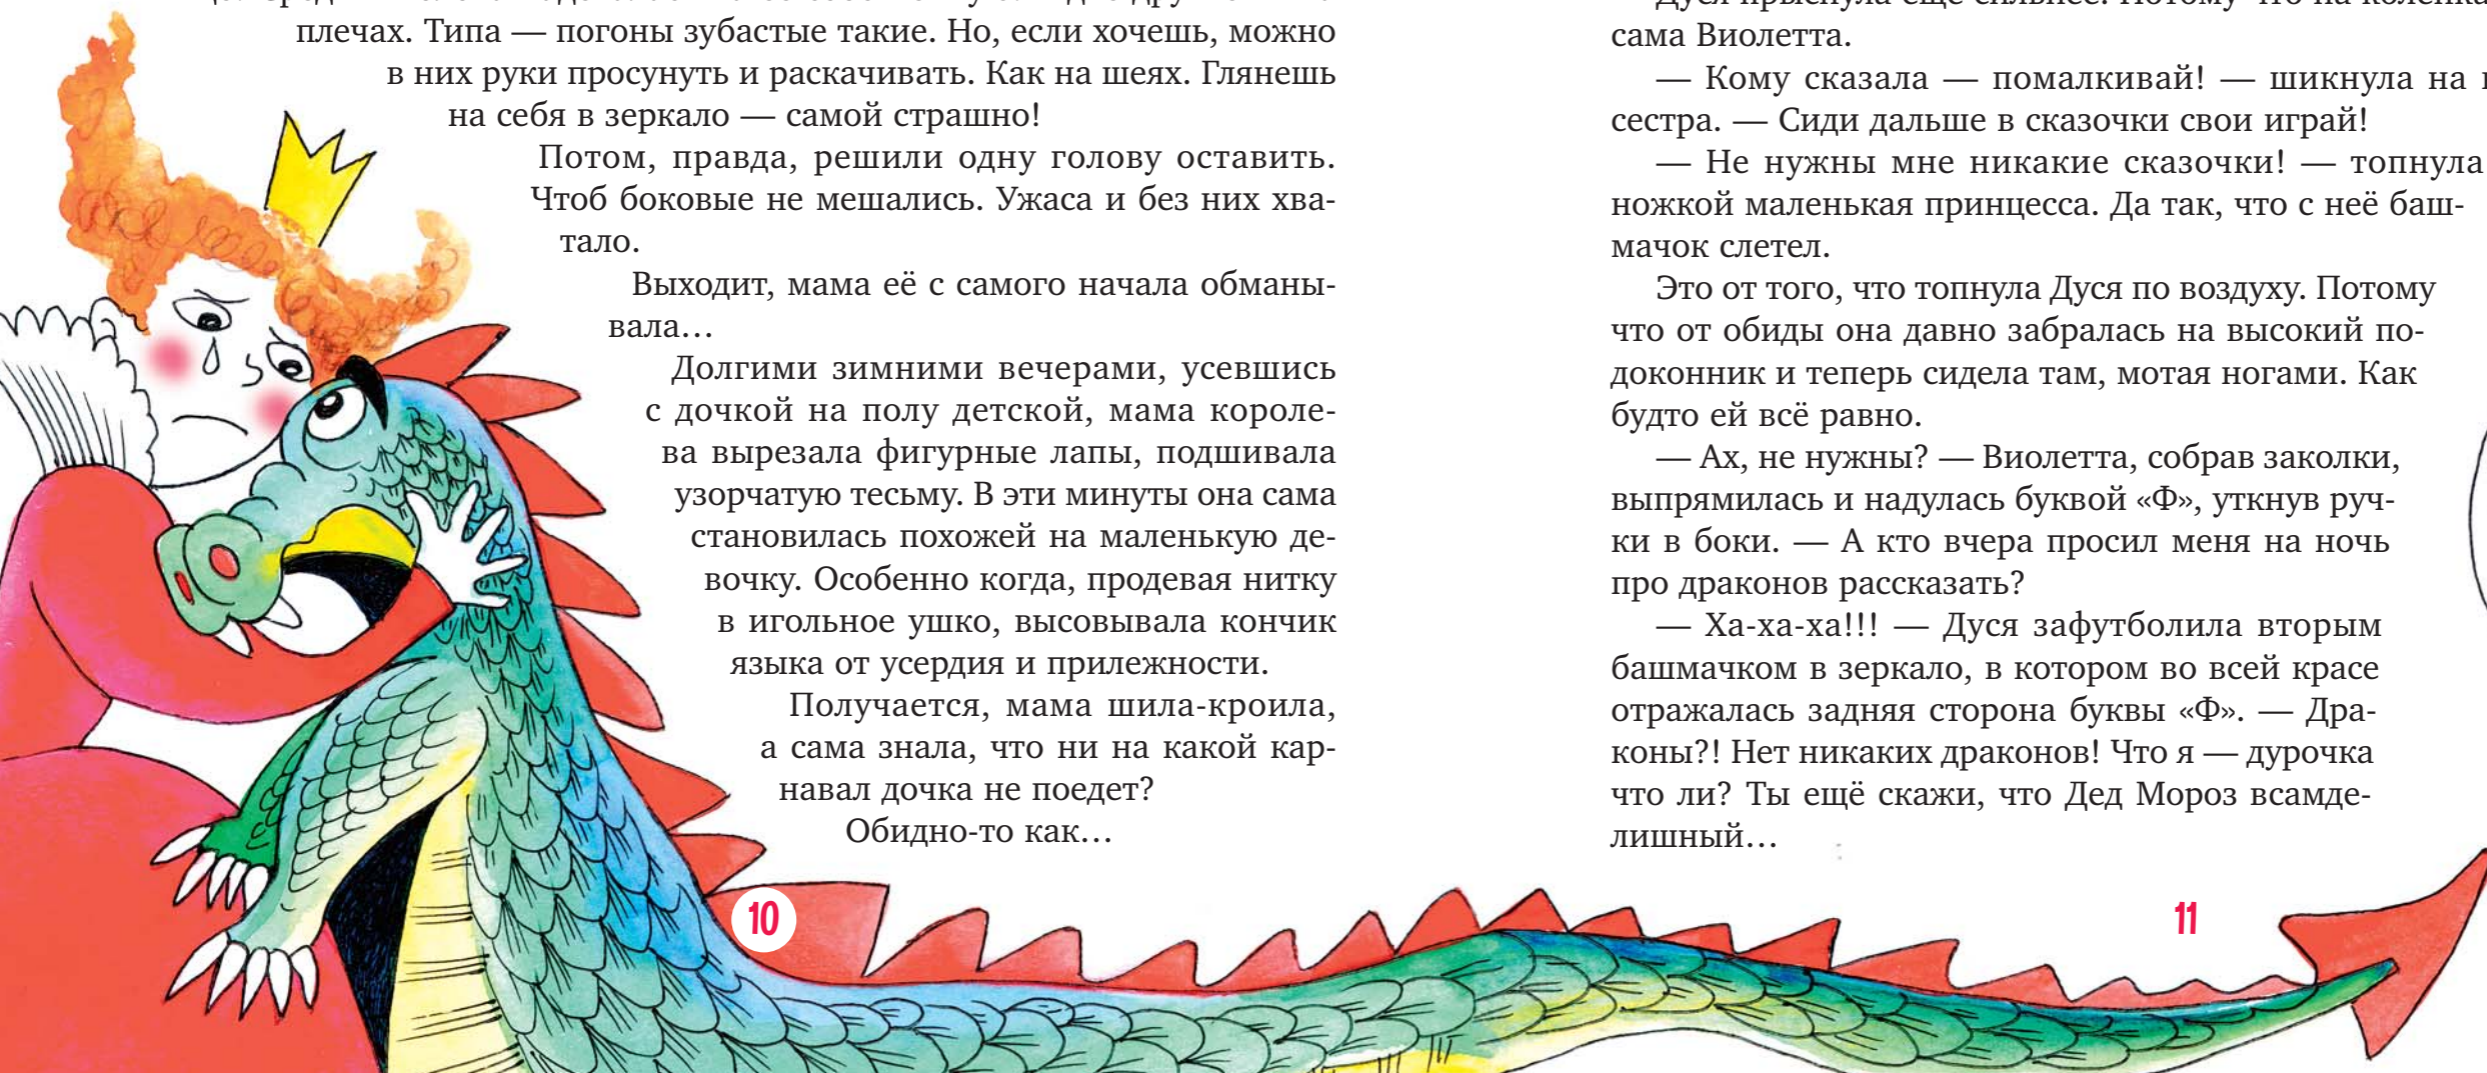 плечах. Типа — погоны зубастые такие. Но, если хочешь, можно
в них руки просунуть и раскачивать. Как на шеях. Глянешь
на себя в зеркало — самой страшно!
Потом, правда, решили одну голову оставить.
Чтоб боковые не мешались. Ужаса и без них хва-
тало.
Выходит, мама её с самого начала обманы-
вала...
Долгими зимними вечерами, усевшись
с дочкой на полу детской, мама короле-
ва вырезала фигурные лапы, подшивала
узорчатую тесьму. В эти минуты она сама
становилась похожей на маленькую де-
вочку. Особенно когда, продевая нитку
в игольное ушко, высовывала кончик
языка от усердия и прилежности.
Получается, мама шила-кроила,
а сама знала, что ни на какой кар-
навал дочка не поедет?
Обидно-то как...
10
Дуся прыснула ещё сильнее. Потому что на
сама Виолетта.
— Кому сказала — помалкивай! — шикнула на
сестра. — Сиди дальше в сказочки свои играй!
— Не нужны мне никакие сказочки! — топнула
ножкой маленькая принцесса. Да так, что с неё баш-
мачок слетел.
Это от того, что топнула Дуся по воздуху. Потому
что от обиды она давно забралась на высокий по-
доконник и теперь сидела там, мотая ногами. Как
будто ей всё равно.
— Ах, не нужны? — Виолетта, собрав заколки,
выпрямилась и надулась буквой «Ф», уткнув руч-
ки в боки. — А кто вчера просил меня на ночь
про драконов рассказать?
— Ха-ха-ха!!! — Дуся зафутболила вторым
башмачком в зеркало, в котором во всей красе
отражалась задняя сторона буквы «Ф». — Дра-
коны?! Нет никаких драконов! Что я — дурочка
что ли? Ты ещё скажи, что Дед Мороз всамде-
лишный...
11